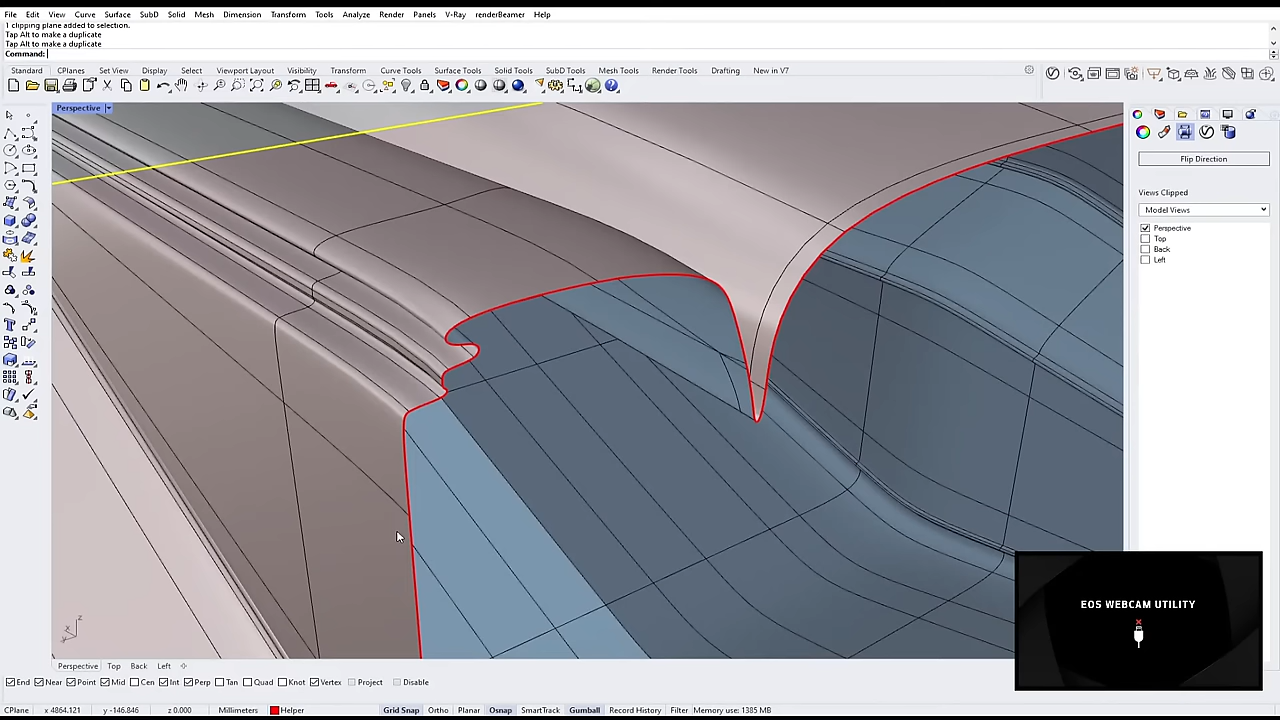 File Edit View Curve Surface SubD Solid Mesh Dimension Transform Tools Analyze Render Panels V-Ray renderBeamer Help
1 clipping plane added to selection.
Tap Alt to make a duplicate
Tap Alt to make a duplicate
Command:
Standard CPlanes Set View Display Select Viewport Layout Visibility Transform Curve Tools Surface Tools Solid Tools SubD Tools Mesh Tools Render Tools Drafting New in V7
Perspective
Flip Direction
Views Clipped
Model Views
Perspective
Top
Back
Left
z
x
y
EOS WEBCAM UTILITY
Perspective Top Back Left
End Near Point Mid Cen Int Perp Tan Quad Knot Vertex Project Disable
CPlane x 4864.121 y -146.846 z 0.000 Millimeters Helper Grid Snap Ortho Planar Osnap SmartTrack Gumball Record History Filter Memory use: 1385 MB